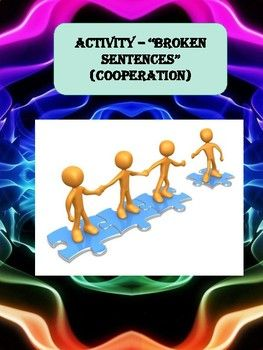 ACTIVITY – "BROKEN
SENTENCES"
(COOPERATION)